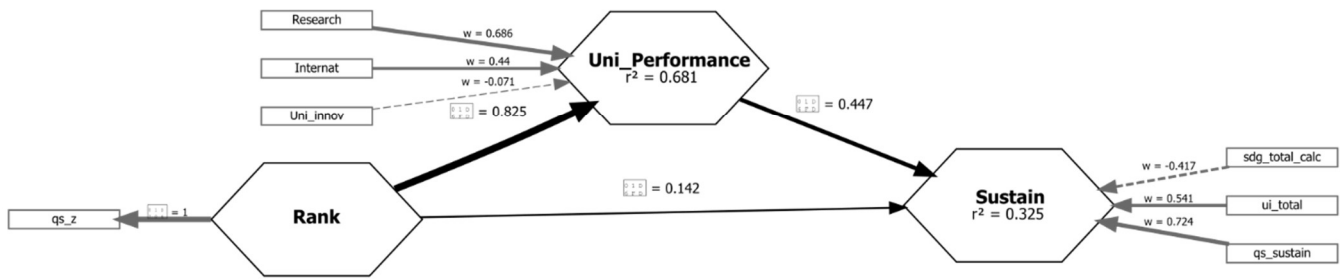 Research
w = 0.686
Internat
w = 0.44
Uni_innov
w = -0.071
Uni_Performance
r² = 0.681
= 0.825
= 0.447
= 0.142
Rank
qs_z
= 1
Sustain
r² = 0.325
sdg_total_calc
w = -0.417
ui_total
w = 0.541
qs_sustain
w = 0.724